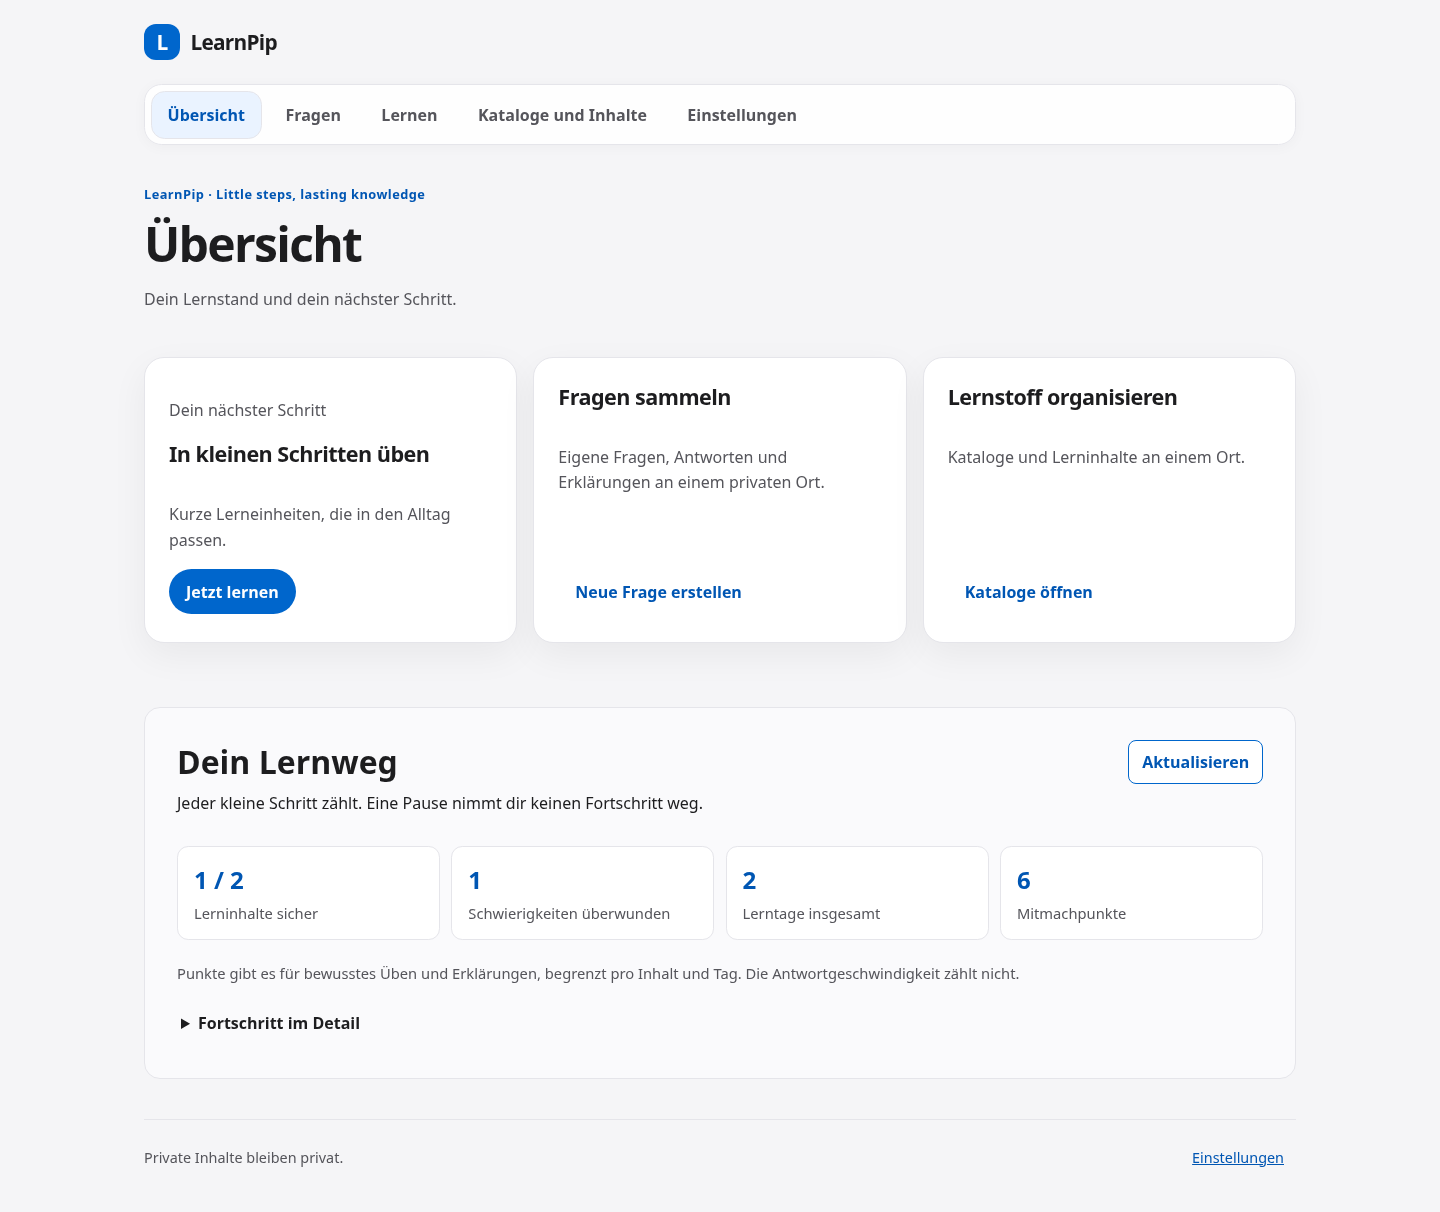 L LearnPip
Übersicht Fragen Lernen Kataloge und Inhalte Einstellungen
LearnPip · Little steps, lasting knowledge
Übersicht
Dein Lernstand und dein nächster Schritt.
Dein nächster Schritt
In kleinen Schritten üben
Kurze Lerneinheiten, die in den Alltag
passen.
Jetzt lernen
Fragen sammeln
Eigene Fragen, Antworten und
Erklärungen an einem privaten Ort.
Neue Frage erstellen
Lernstoff organisieren
Kataloge und Lerninhalte an einem Ort.
Kataloge öffnen
Dein Lernweg
Aktualisieren
Jeder kleine Schritt zählt. Eine Pause nimmt dir keinen Fortschritt weg.
1 / 2
Lerninhalte sicher
1
Schwierigkeiten überwunden
2
Lerntage insgesamt
6
Mitmachpunkte
Punkte gibt es für bewusstes Üben und Erklärungen, begrenzt pro Inhalt und Tag. Die Antwortgeschwindigkeit zählt nicht.
Fortschritt im Detail
Private Inhalte bleiben privat.
Einstellungen